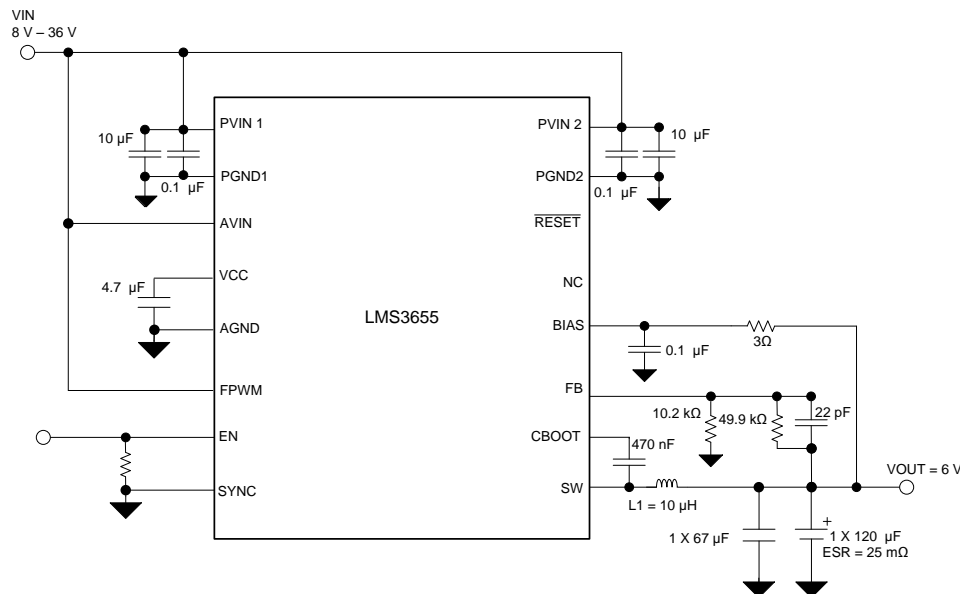 VIN
8 V – 36 V
PVIN 1
PVIN 2
10 µF
10 µF
0.1 µF
PGND1
PGND2
0.1 µF
AVIN
RESET
VCC
NC
4.7 µF
LMS3655
AGND
BIAS
3Ω
0.1 µF
FPWM
FB
10.2 kΩ
49.9 kΩ
22 pF
EN
CBOOT
470 nF
SYNC
SW
L1 = 10 µH
VOUT = 6 V
1 X 67 µF
+
1 X 120 µF
ESR = 25 mΩ